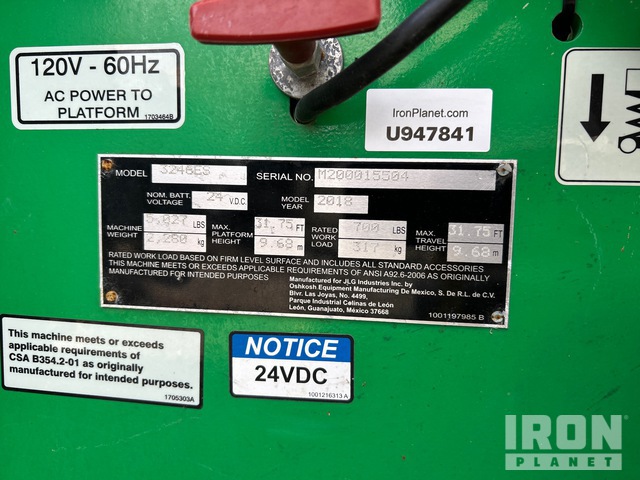 120V - 60Hz
AC POWER TO
PLATFORM 1703464B
IronPlanet.com
U947841
MODEL 3246ES SERIAL NO. M200015504
NOM. BATT. VOLTAGE 24 V.D.C. MODEL YEAR 2018
MACHINE WEIGHT 5,027 LBS 2,280 kg
MAX. PLATFORM HEIGHT 31.75 FT 9.68 m
RATED WORK LOAD 700 LBS 317 kg
MAX. TRAVEL HEIGHT 31.75 FT 9.68 m
RATED WORK LOAD BASED ON FIRM LEVEL SURFACE AND INCLUDES ALL STANDARD ACCESSORIES
THIS MACHINE MEETS OR EXCEEDS APPLICABLE REQUIREMENTS OF ANSI A92.6-2006 AS ORIGINALLY
MANUFACTURED FOR INTENDED PURPOSES
Manufactured for JLG Industries Inc. by
Oshkosh Equipment Manufacturing De Mexico, S. De R.L. de C.V.
Blvr. Las Joyas, No. 4499,
Parque Industrial Colinas de León
León, Guanajuato, México 37668
1001197985 B
This machine meets or exceeds
applicable requirements of
CSA B354.2-01 as originally
manufactured for intended purposes.
1705303A
NOTICE
24VDC
1001216313 A
IRON
PLANET